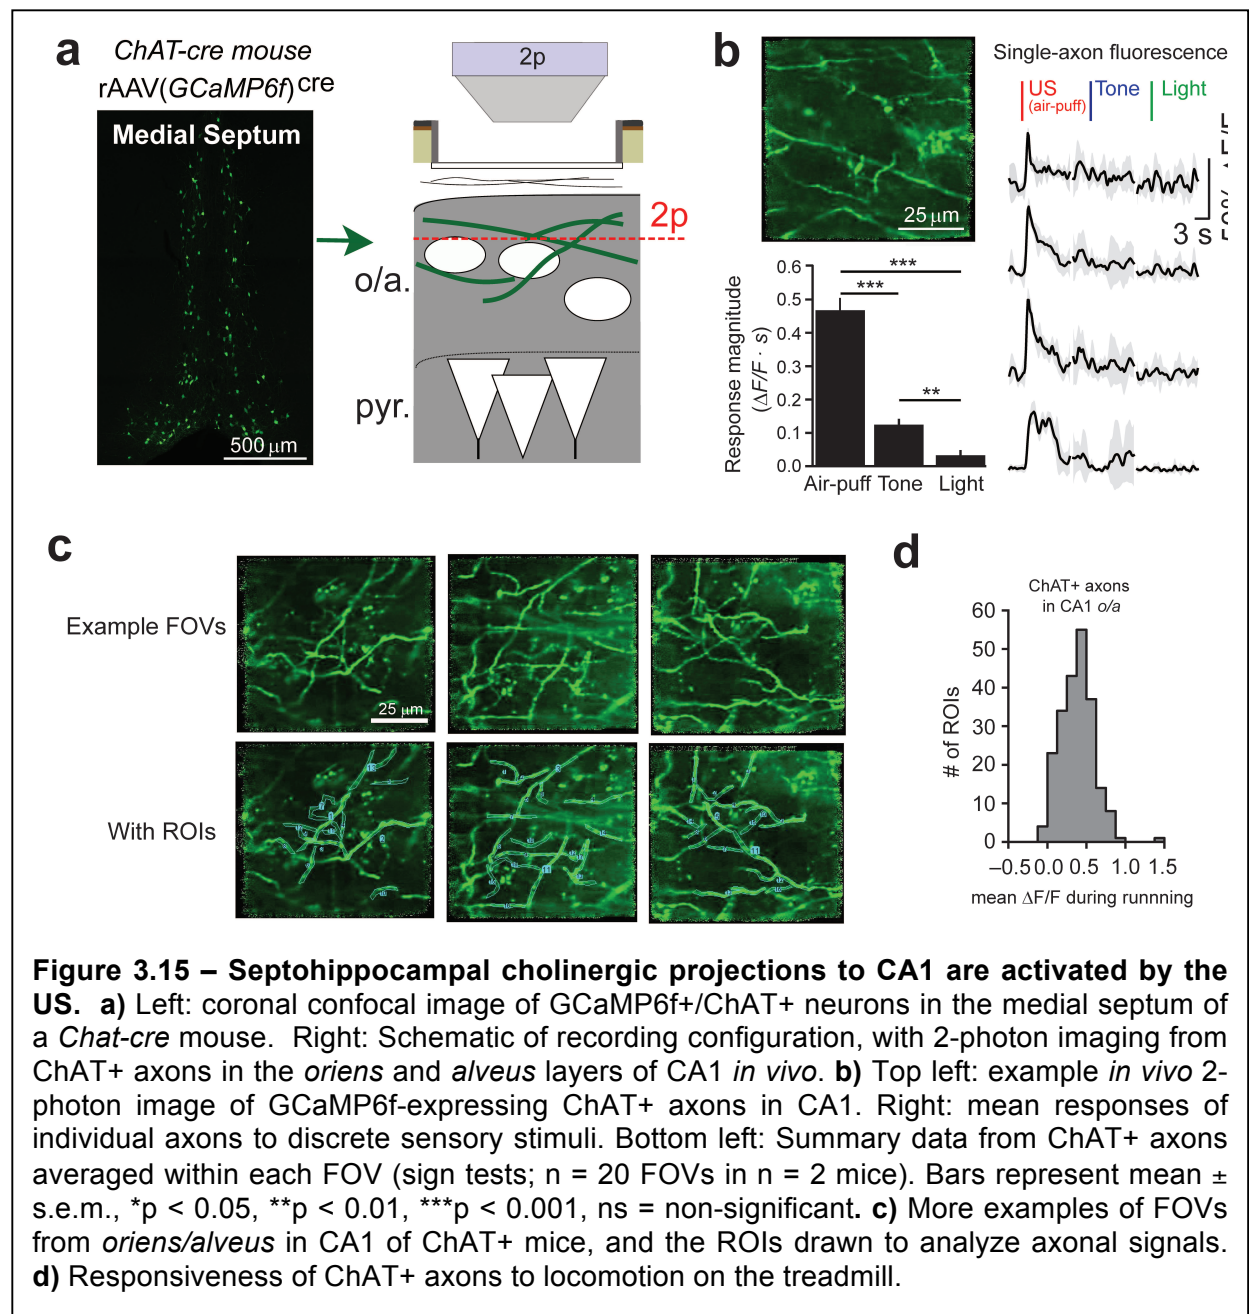 a
ChAT-cre mouse
rAAV(GCaMP6f)cre
Medial Septum
500 µm
2p
2p
o/a.
pyr.
b
25 µm
Single-axon fluorescence
US
(air-puff)
Tone
Light
50% ΔF/F
3 s
Response magnitude
(ΔF/F · s)
0.6
0.5
0.4
0.3
0.2
0.1
0.0
***
***
**
Air-puff Tone Light
c
Example FOVs
25 µm
With ROIs
d
ChAT+ axons
in CA1 o/a
# of ROIs
60
50
40
30
20
10
0
–0.5 0.0 0.5 1.0 1.5
mean ΔF/F during runnning
Figure 3.15 – Septohippocampal cholinergic projections to CA1 are activated by the
US. a) Left: coronal confocal image of GCaMP6f+/ChAT+ neurons in the medial septum of
a Chat-cre mouse. Right: Schematic of recording configuration, with 2-photon imaging from
ChAT+ axons in the oriens and alveus layers of CA1 in vivo. b) Top left: example in vivo 2-
photon image of GCaMP6f-expressing ChAT+ axons in CA1. Right: mean responses of
individual axons to discrete sensory stimuli. Bottom left: Summary data from ChAT+ axons
averaged within each FOV (sign tests; n = 20 FOVs in n = 2 mice). Bars represent mean ±
s.e.m., *p < 0.05, **p < 0.01, ***p < 0.001, ns = non-significant. c) More examples of FOVs
from oriens/alveus in CA1 of ChAT+ mice, and the ROIs drawn to analyze axonal signals.
d) Responsiveness of ChAT+ axons to locomotion on the treadmill.